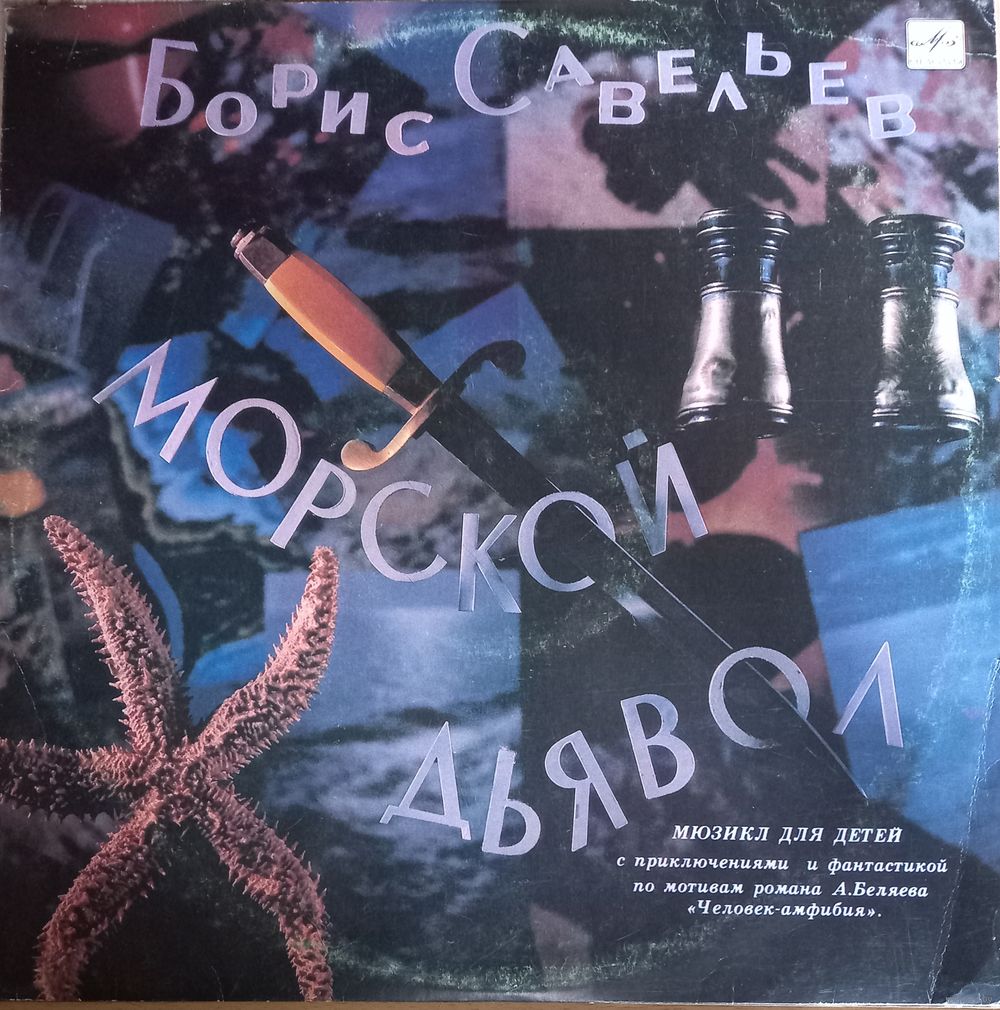 Борис Савельев
МОРСКОЙ
ДЬЯВОЛ
МЮЗИКЛ ДЛЯ ДЕТЕЙ
с приключениями и фантастикой
по мотивам романа А.Беляева
«Человек-амфибия».